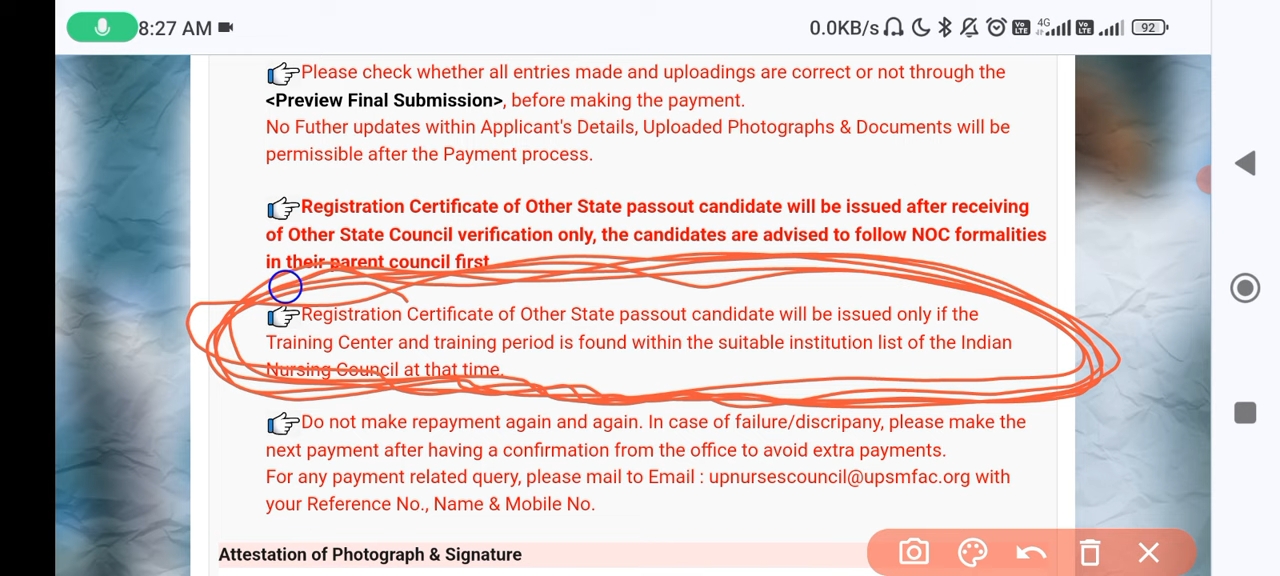 8:27 AM
0.0KB/s
4G
92
Please check whether all entries made and uploadings are correct or not through the
<Preview Final Submission>, before making the payment.
No Futher updates within Applicant's Details, Uploaded Photographs & Documents will be
permissible after the Payment process.
Registration Certificate of Other State passout candidate will be issued after receiving
of Other State Council verification only, the candidates are advised to follow NOC formalities
in their parent council first
Registration Certificate of Other State passout candidate will be issued only if the
Training Center and training period is found within the suitable institution list of the Indian
Nursing Council at that time.
Do not make repayment again and again. In case of failure/discripany, please make the
next payment after having a confirmation from the office to avoid extra payments.
For any payment related query, please mail to Email : upnursescouncil@upsmfac.org with
your Reference No., Name & Mobile No.
Attestation of Photograph & Signature